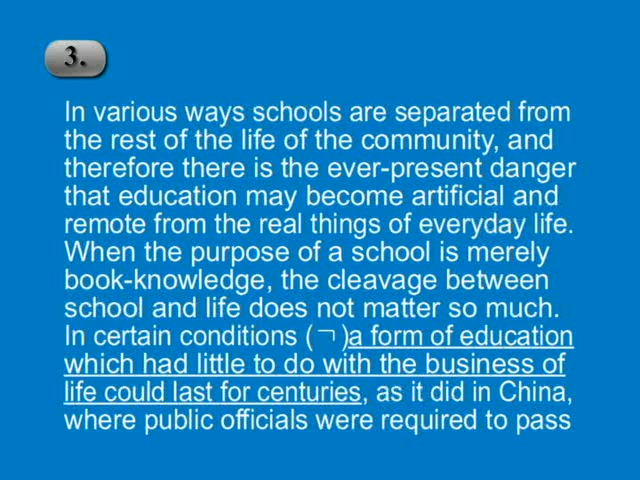 3.
In various ways schools are separated from
the rest of the life of the community, and
therefore there is the ever-present danger
that education may become artificial and
remote from the real things of everyday life.
When the purpose of a school is merely
book-knowledge, the cleavage between
school and life does not matter so much.
In certain conditions (ㄱ)a form of education
which had little to do with the business of
life could last for centuries, as it did in China,
where public officials were required to pass